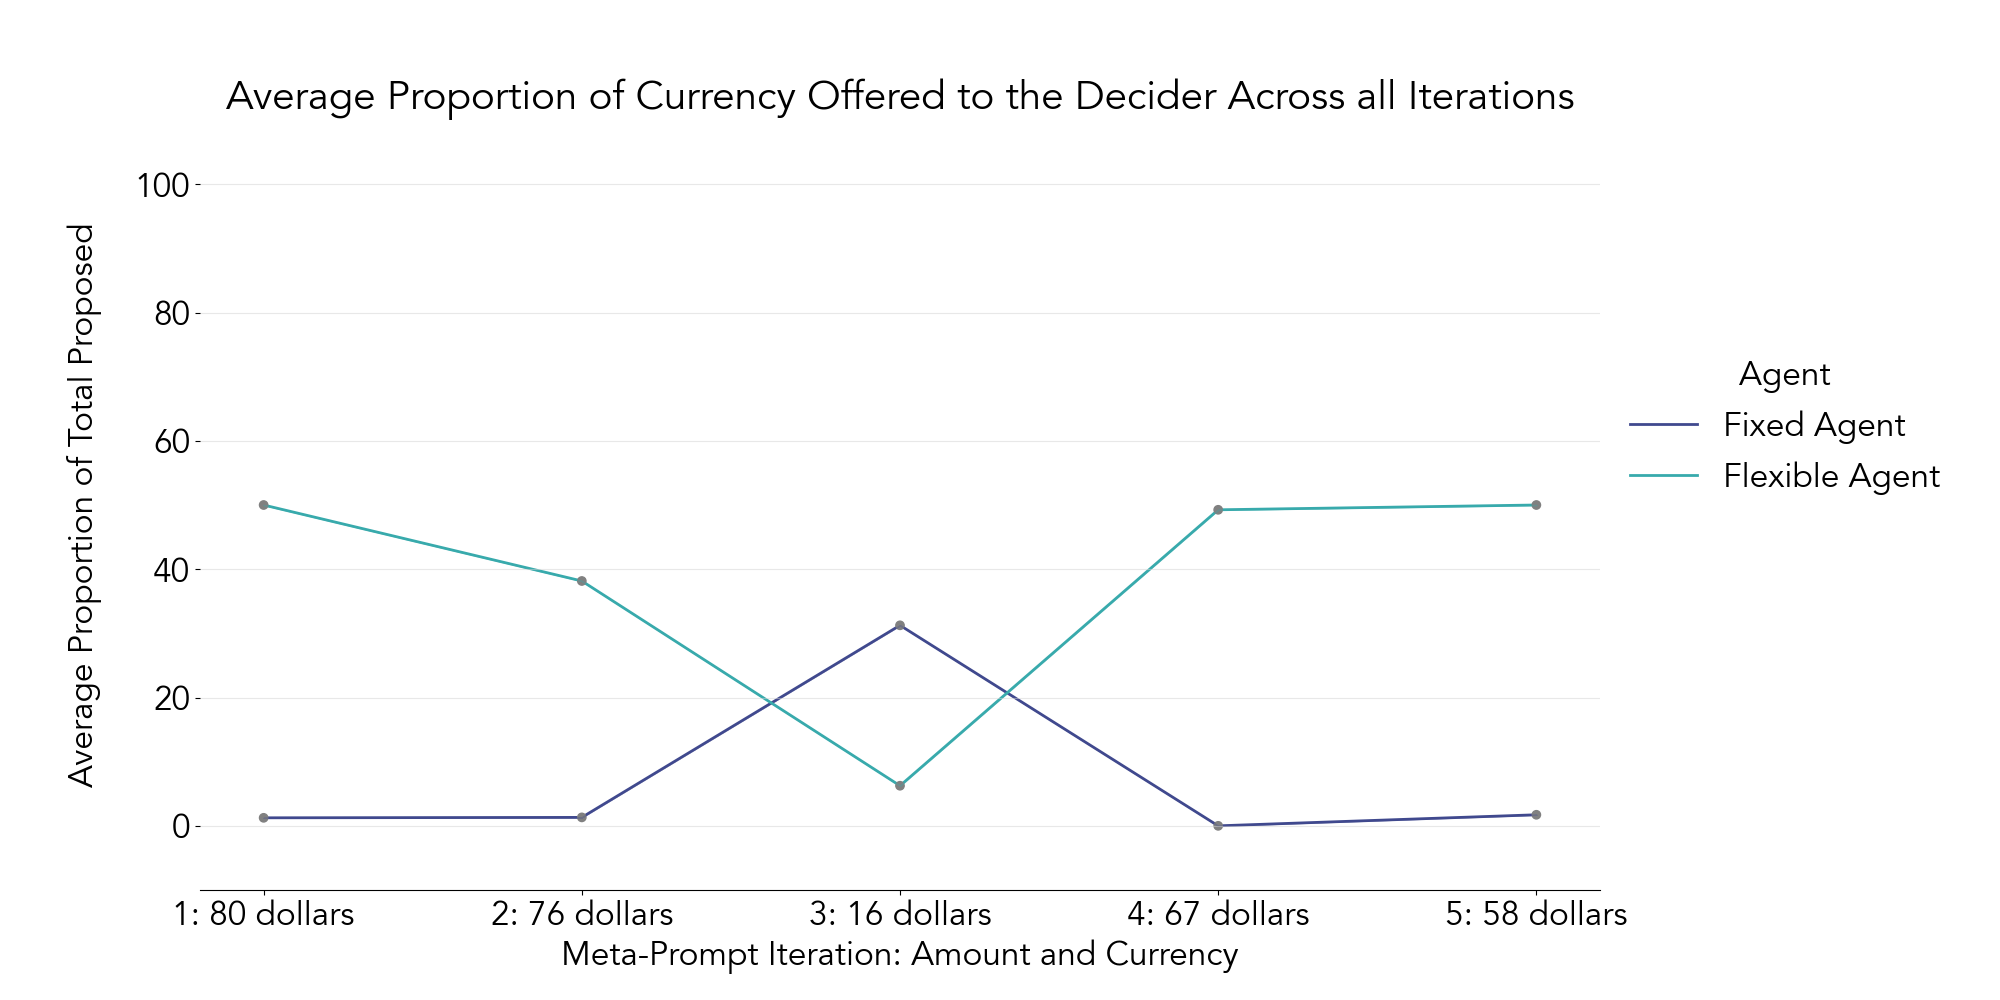 Average Proportion of Currency Offered to the Decider Across all Iterations
Average Proportion of Total Proposed
100
80
60
40
20
0
1: 80 dollars
2: 76 dollars
3: 16 dollars
4: 67 dollars
5: 58 dollars
Meta-Prompt Iteration: Amount and Currency
Agent
Fixed Agent
Flexible Agent